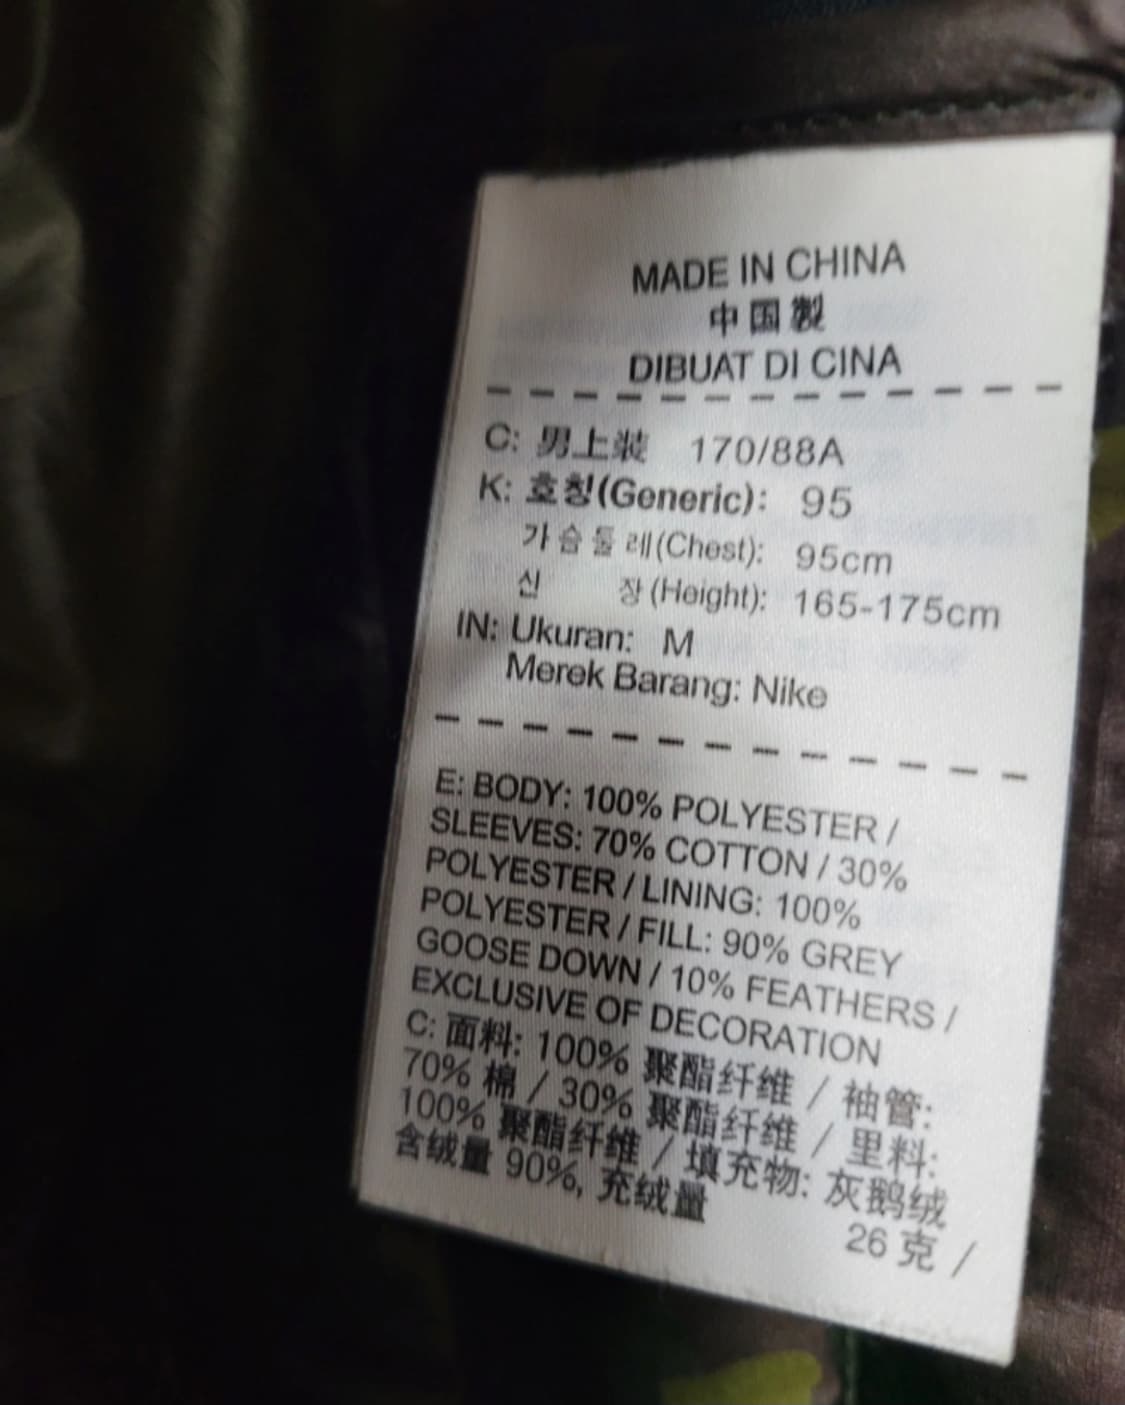 MADE IN CHINA
中国製
DIBUAT DI CINA
C: 男上装 170/88A
K: 호칭(Generic): 95
가슴둘레(Chest): 95cm
신 장(Height): 165-175cm
IN: Ukuran: M
Merek Barang: Nike
E: BODY: 100% POLYESTER /
SLEEVES: 70% COTTON / 30%
POLYESTER / LINING: 100%
POLYESTER / FILL: 90% GREY
GOOSE DOWN / 10% FEATHERS /
EXCLUSIVE OF DECORATION
C: 面料: 100% 聚酯纤维 / 袖管:
70% 棉 / 30% 聚酯纤维 / 里料:
100% 聚酯纤维 / 填充物: 灰鹅绒
含绒量 90%, 充绒量
26 克 /